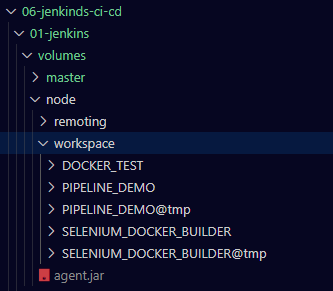 06-jenkinds-ci-cd
01-jenkins
volumes
master
node
remoting
workspace
DOCKER_TEST
PIPELINE_DEMO
PIPELINE_DEMO@tmp
SELENIUM_DOCKER_BUILDER
SELENIUM_DOCKER_BUILDER@tmp
agent.jar